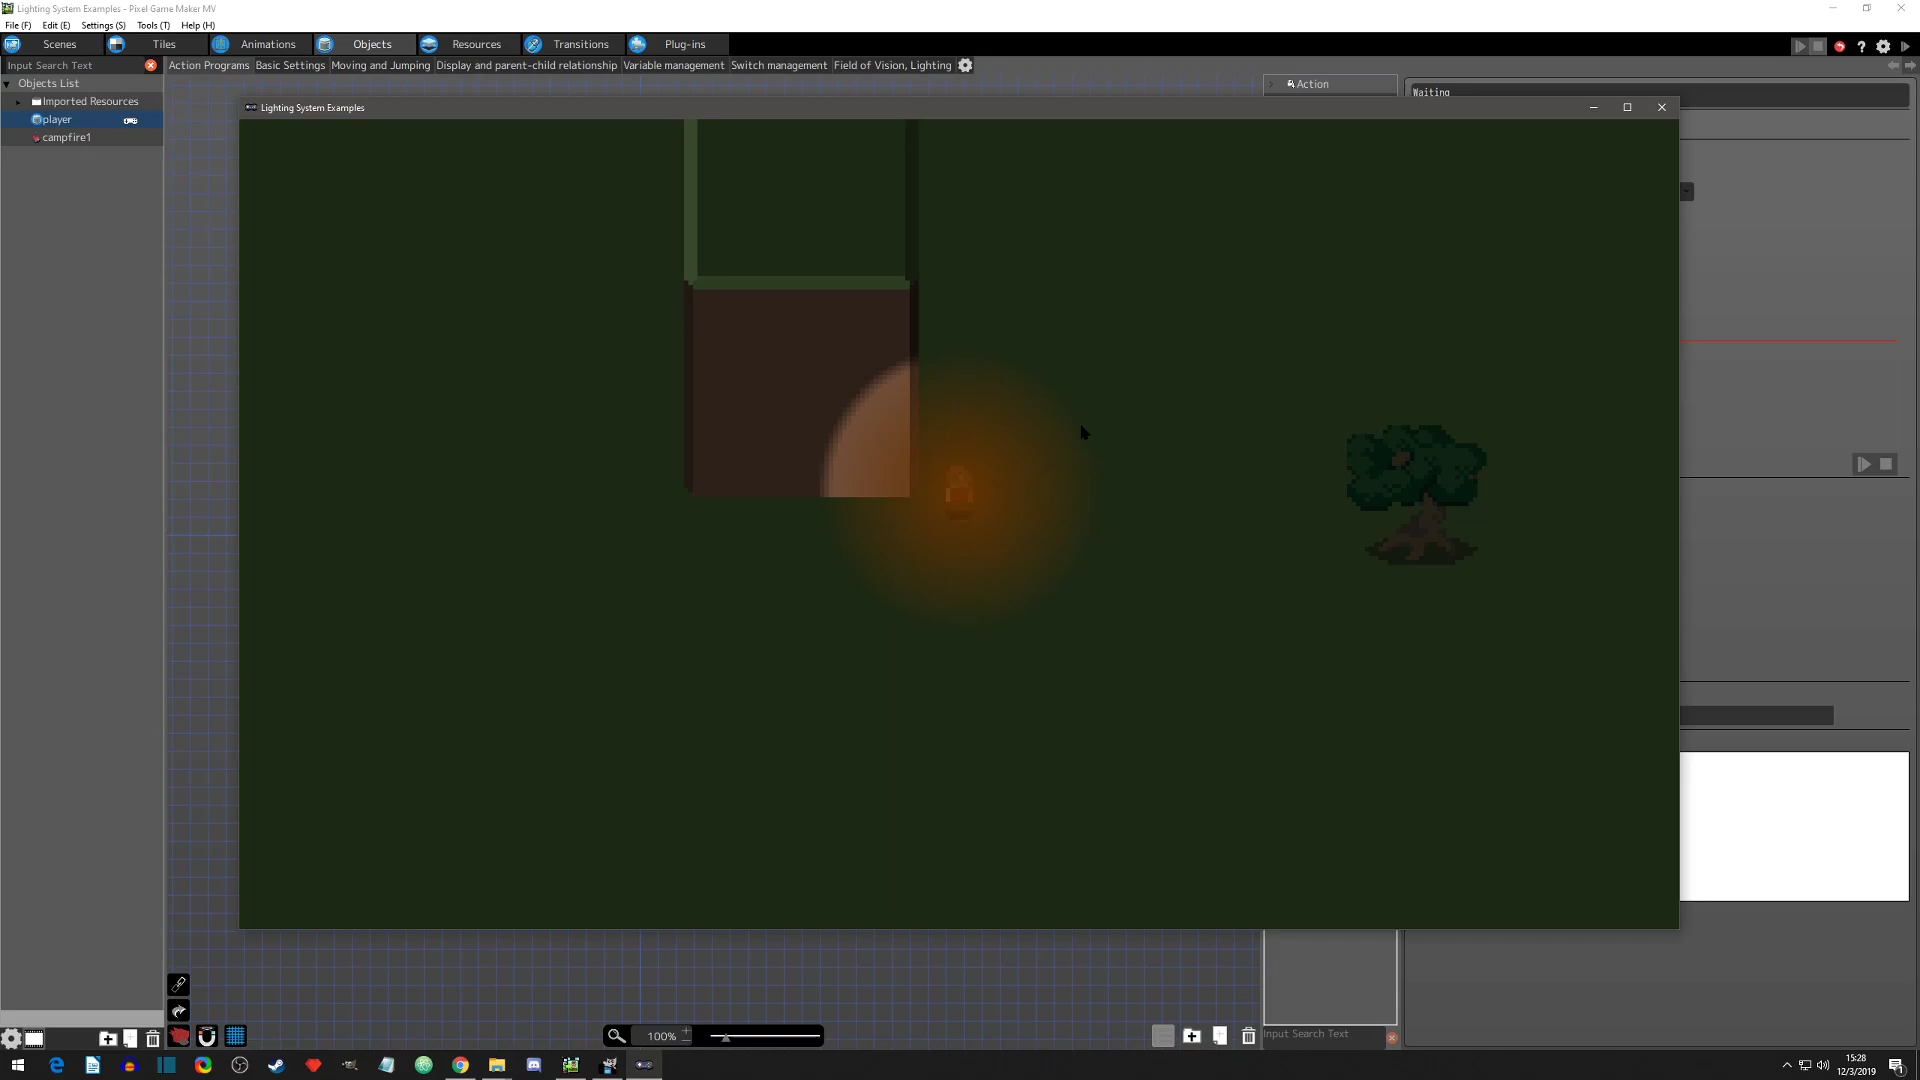 Lighting System Examples - Pixel Game Maker MV
File (F) Edit (E) Settings (S) Tools (T) Help (H)
Scenes Tiles Animations Objects Resources Transitions Plug-ins
Input Search Text
Action Programs Basic Settings Moving and Jumping Display and parent-child relationship Variable management Switch management Field of Vision, Lighting
Objects List
Action
Waiting
Imported Resources
Lighting System Examples
player
campfire1
100%
Input Search Text
15:28
12/3/2019
1